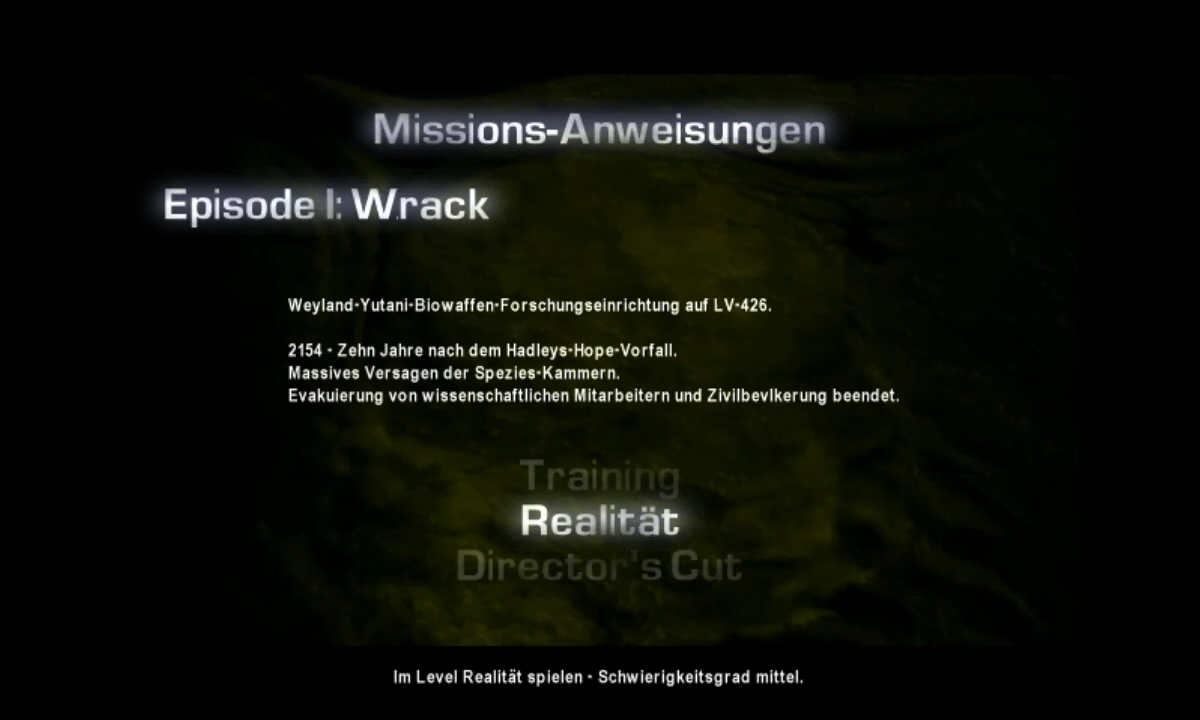 Missions-Anweisungen
Episode I: Wrack
Weyland-Yutani-Biowaffen-Forschungseinrichtung auf LV-426.
2154 - Zehn Jahre nach dem Hadleys-Hope-Vorfall.
Massives Versagen der Spezies-Kammern.
Evakuierung von wissenschaftlichen Mitarbeitern und Zivilbevlkerung beendet.
Training
Realität
Director's Cut
Im Level Realität spielen - Schwierigkeitsgrad mittel.